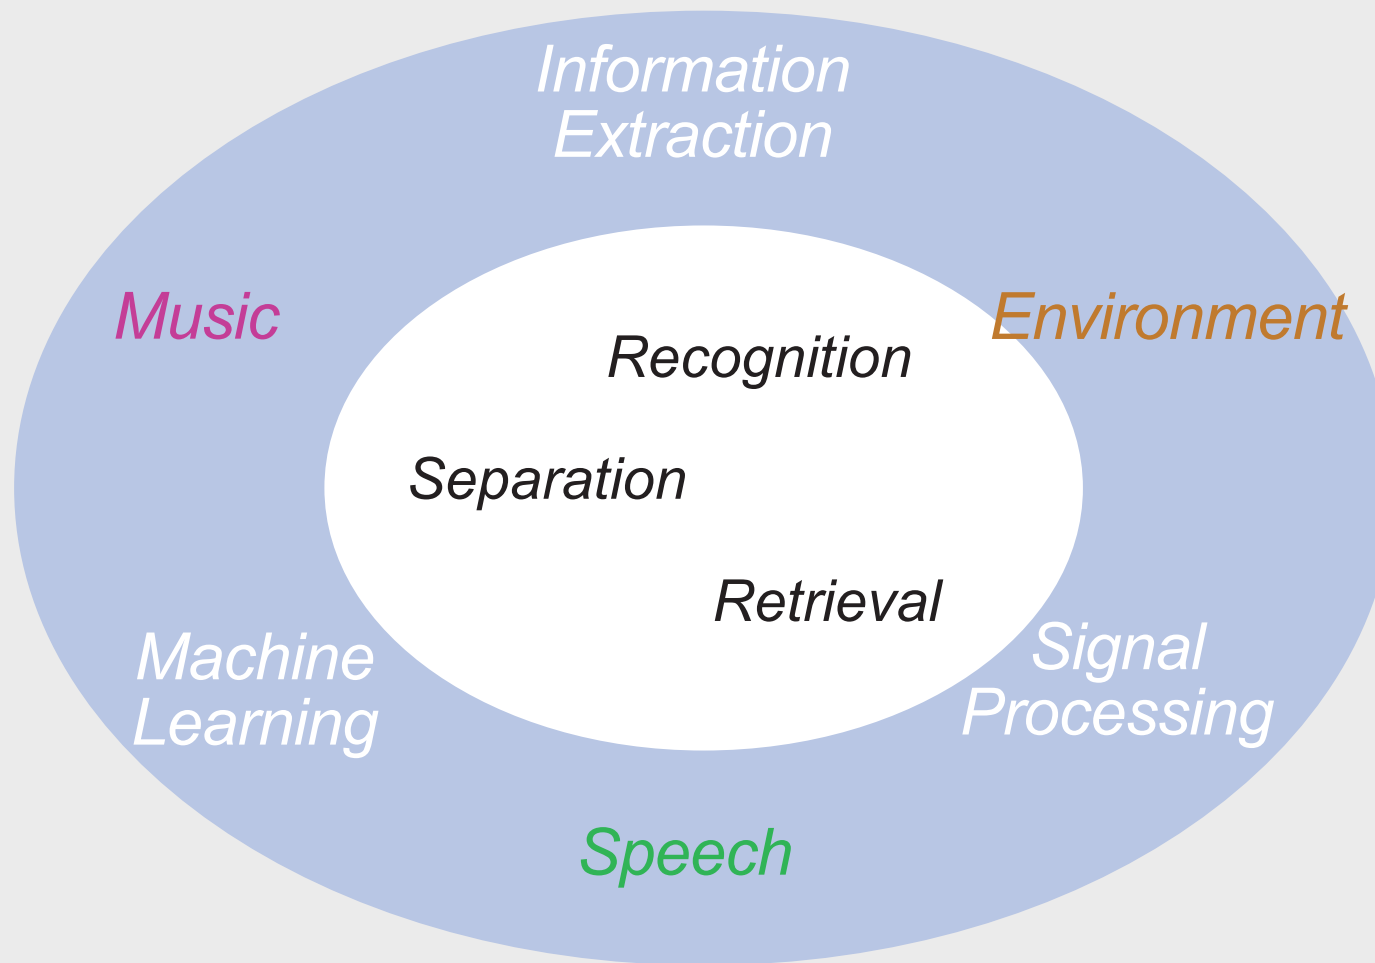 Information
Extraction
Music
Environment
Recognition
Separation
Retrieval
Machine
Learning
Signal
Processing
Speech